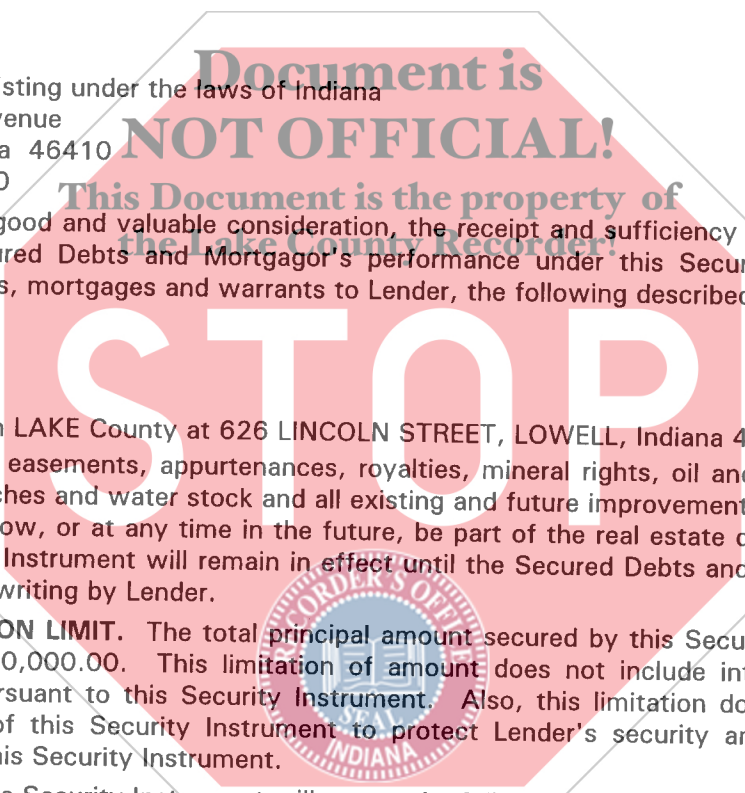 Document is
sting under the laws of Indiana
venue
a 46410 NOT OFFICIAL!
0
This Document is the property of
good and valuable consideration, the receipt and sufficiency
the Lake County Recorder!
red Debts and Mortgagor's performance under this Secur
s, mortgages and warrants to Lender, the following described
STOP
LAKE County at 626 LINCOLN STREET, LOWELL, Indiana 4
easements, appurtenances, royalties, mineral rights, oil and
ches and water stock and all existing and future improvement
ow, or at any time in the future, be part of the real estate
Instrument will remain in effect until the Secured Debts and
writing by Lender.
RECORDER'S OFFICE
ON LIMIT. The total principal amount secured by this Secu
0,000.00. This limitation of amount does not include in
rsuant to this Security Instrument. Also, this limitation do
of this Security Instrument to protect Lender's security an
SEAL
INDIANA
his Security Instrument.